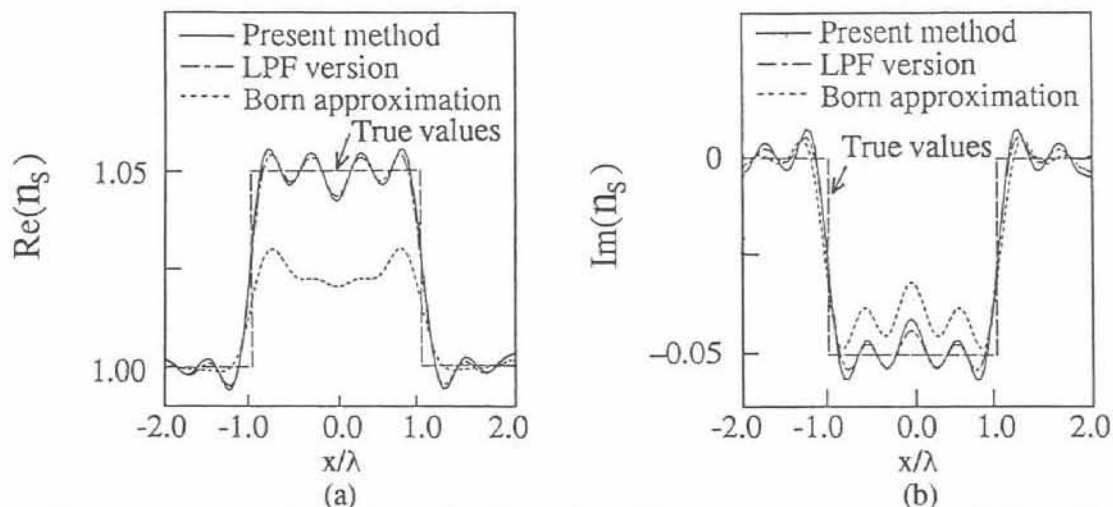 Present method
LPF version
Born approximation
True values
Re(nₛ)
1.05
1.00
-2.0 -1.0 0.0 1.0 2.0
x/λ
(a)
Present method
LPF version
Born approximation
True values
Im(nₛ)
0
-0.05
-2.0 -1.0 0.0 1.0 2.0
x/λ
(b)